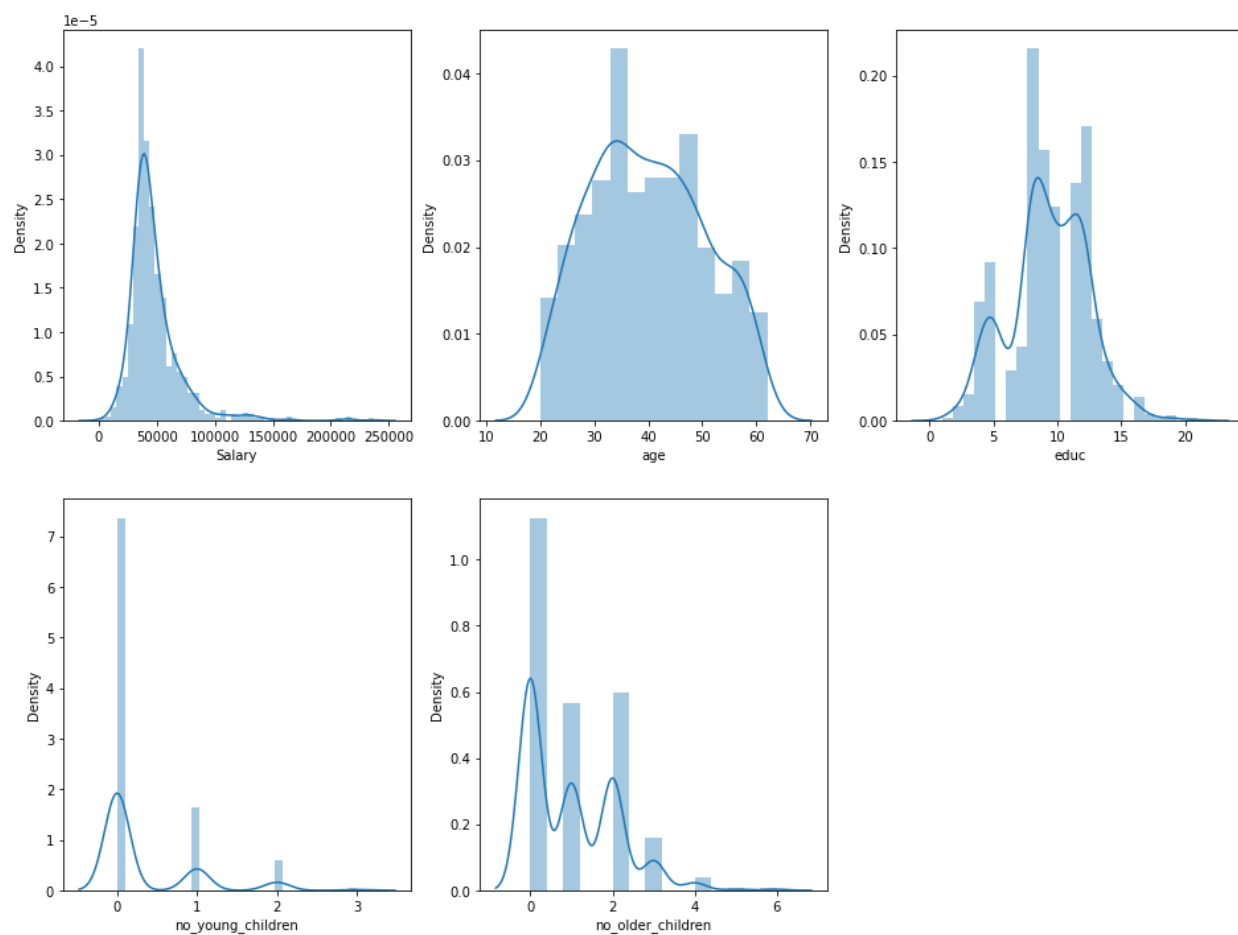 1e−5
Density
4.0
3.5
3.0
2.5
2.0
1.5
1.0
0.5
0.0
0 50000 100000 150000 200000 250000
Salary
Density
0.04
0.03
0.02
0.01
0.00
10 20 30 40 50 60 70
age
Density
0.20
0.15
0.10
0.05
0.00
0 5 10 15 20
educ
Density
7
6
5
4
3
2
1
0
0 1 2 3
no_young_children
Density
1.0
0.8
0.6
0.4
0.2
0.0
0 2 4 6
no_older_children